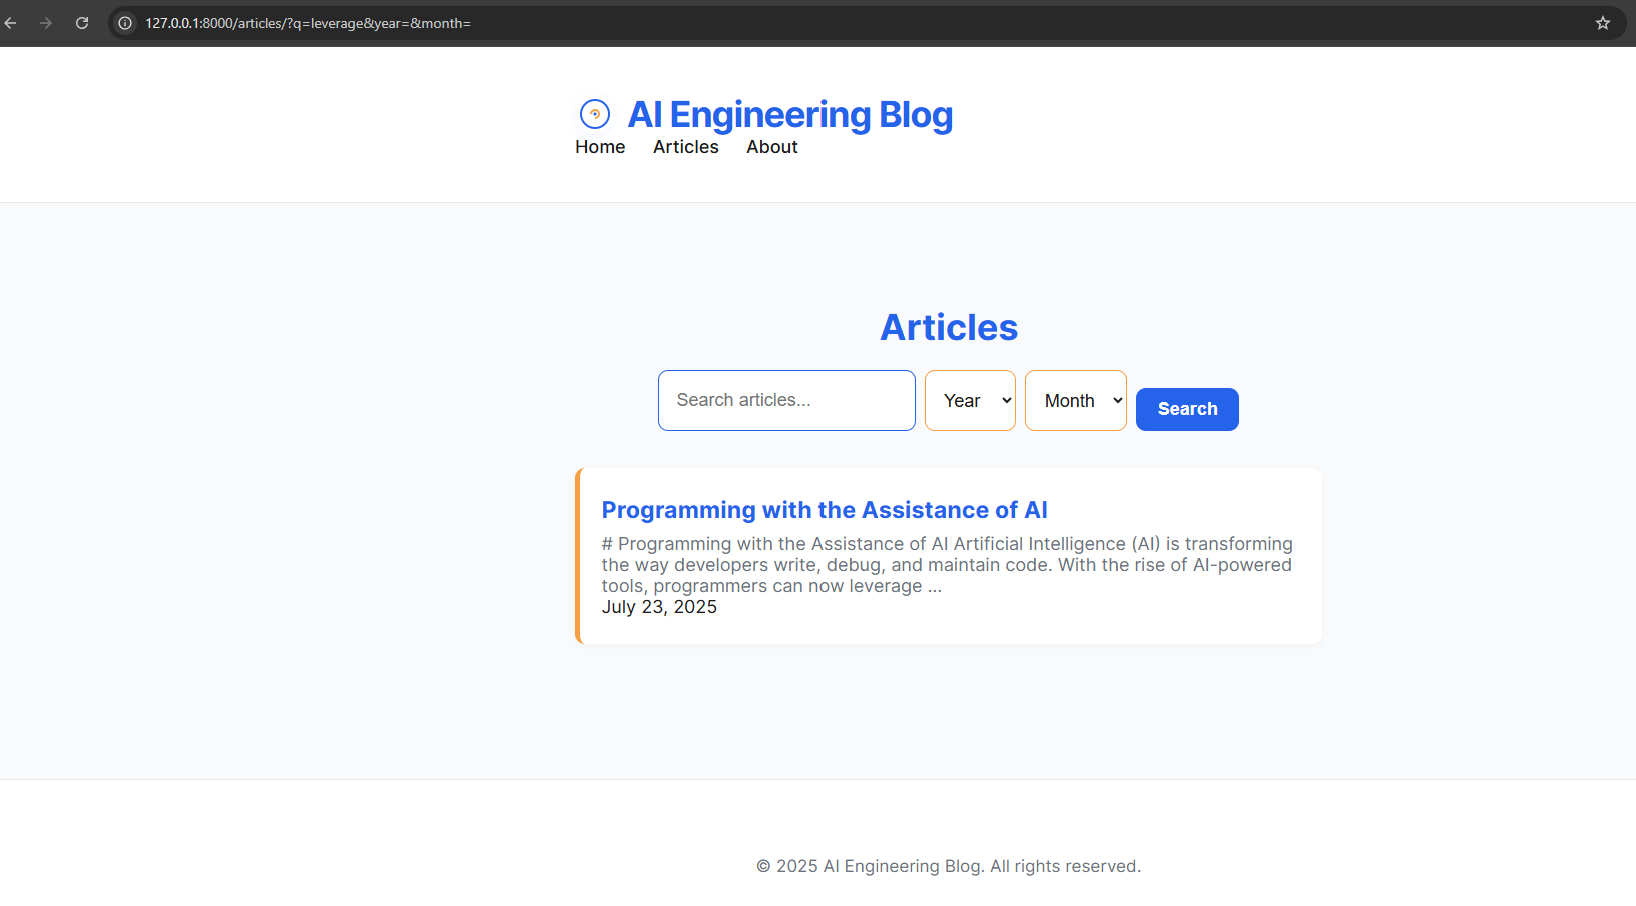 127.0.0.1:8000/articles/?q=leverage&year=&month=
AI Engineering Blog
Home Articles About
Articles
Search articles... Year Month Search
Programming with the Assistance of AI
# Programming with the Assistance of AI Artificial Intelligence (AI) is transforming
the way developers write, debug, and maintain code. With the rise of AI-powered
tools, programmers can now leverage ...
July 23, 2025
© 2025 AI Engineering Blog. All rights reserved.